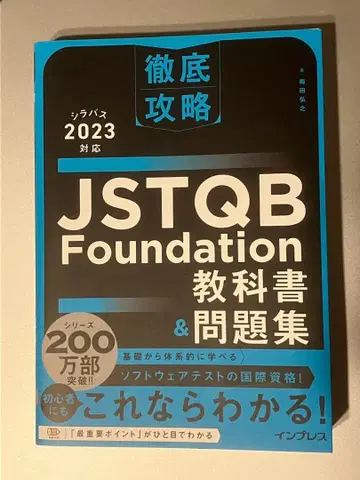 徹底
攻略
シラバス
2023
対応
JSTQB
Foundation
教科書
&問題集
シリーズ
200
万部
突破!!
基礎から体系的に学べる
ソフトウェアテストの国際資格!
初心者
にも
これならわかる!
「最重要ポイント」がひと目でわかる
インプレス